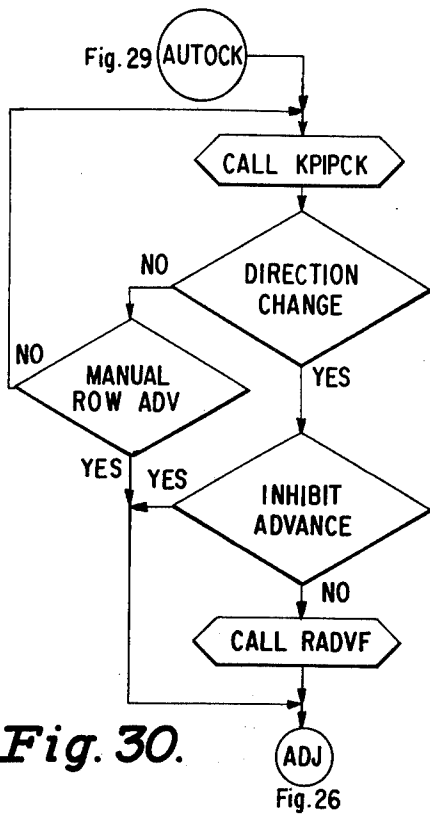 Fig. 29
AUTOCK
CALL KPIPCK
NO
DIRECTION
CHANGE
NO
MANUAL
ROW ADV
YES
YES
YES
INHIBIT
ADVANCE
NO
CALL RADVF
Fig. 30.
ADJ
Fig. 26